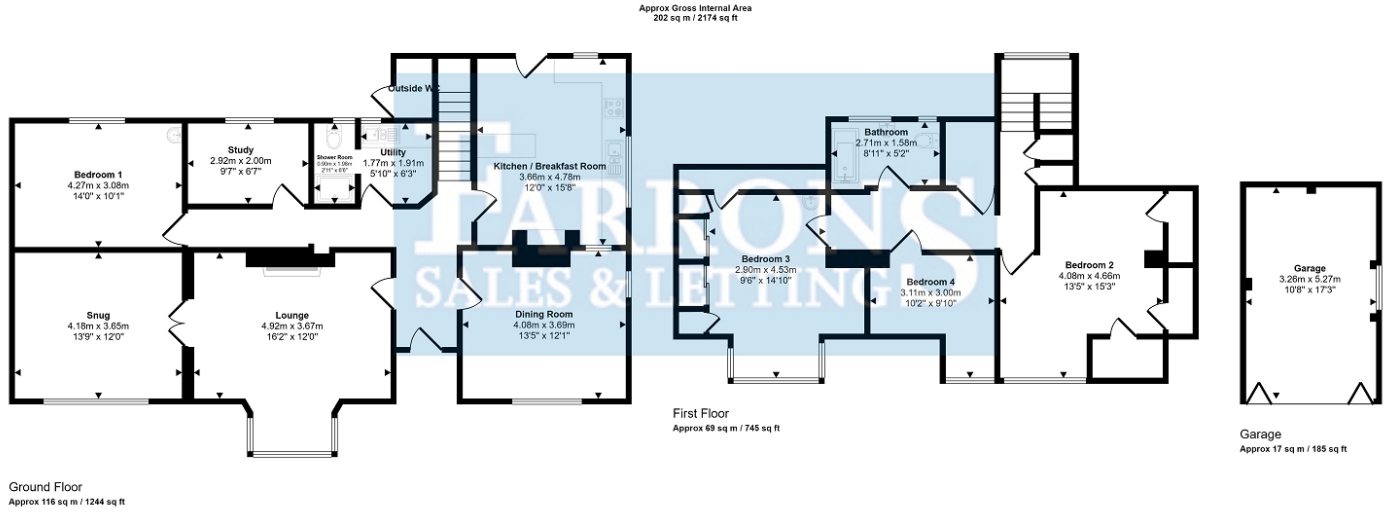 Approx Gross Internal Area
202 sq m / 2174 sq ft
Outside WC
Study
2.92m x 2.00m
9'7" x 6'7"
Shower Room
0.90m x 1.98m
2'11" x 6'6"
Utility
1.77m x 1.91m
5'10" x 6'3"
Bedroom 1
4.27m x 3.08m
14'0" x 10'1"
Kitchen / Breakfast Room
3.66m x 4.78m
12'0" x 15'8"
Snug
4.18m x 3.65m
13'9" x 12'0"
Lounge
4.92m x 3.67m
16'2" x 12'0"
Dining Room
4.08m x 3.69m
13'5" x 12'1"
Ground Floor
Approx 116 sq m / 1244 sq ft
Bathroom
2.71m x 1.58m
8'11" x 5'2"
Bedroom 3
2.90m x 4.53m
9'6" x 14'10"
Bedroom 4
3.11m x 3.00m
10'2" x 9'10"
Bedroom 2
4.08m x 4.66m
13'5" x 15'3"
First Floor
Approx 69 sq m / 745 sq ft
Garage
3.26m x 5.27m
10'8" x 17'3"
Garage
Approx 17 sq m / 185 sq ft
FARRONS
SALES & LETTINGS